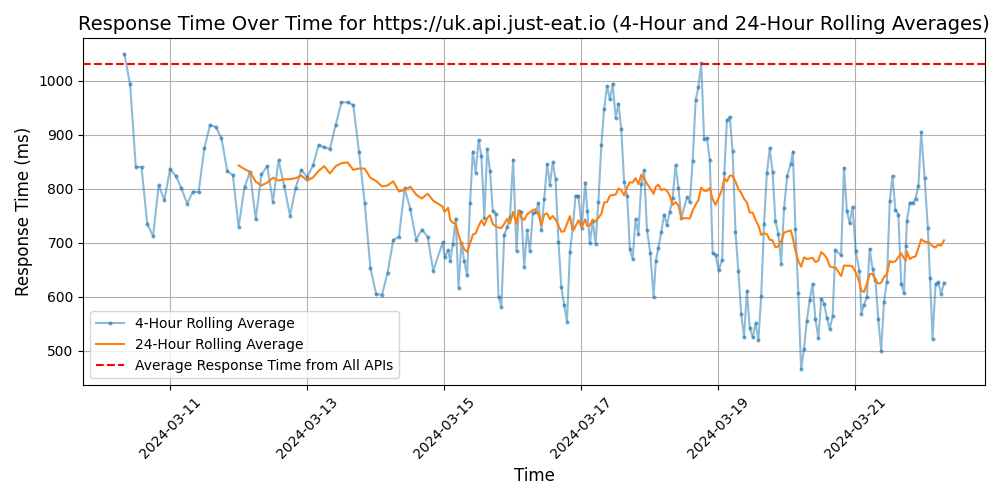 Response Time Over Time for https://uk.api.just-eat.io (4-Hour and 24-Hour Rolling Averages)
Response Time (ms)
1000
900
800
700
600
500
4-Hour Rolling Average
24-Hour Rolling Average
Average Response Time from All APIs
2024-03-11
2024-03-13
2024-03-15
2024-03-17
2024-03-19
2024-03-21
Time